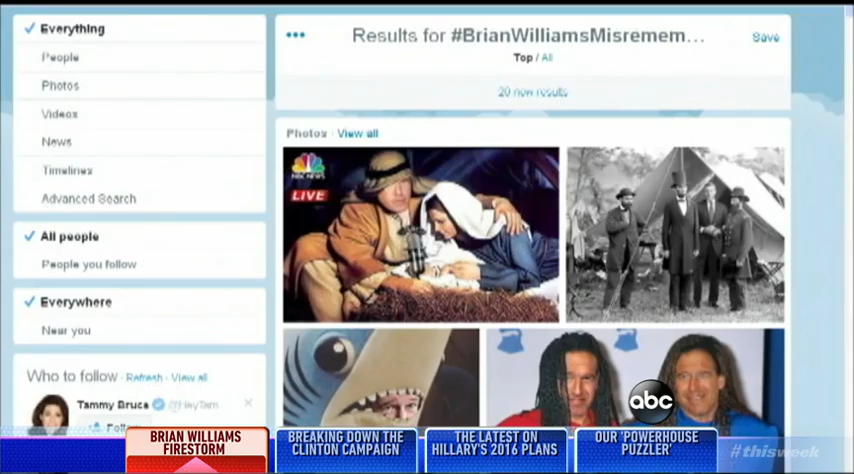 Everything
People
Photos
Videos
News
Timelines
Advanced Search
All people
People you follow
Everywhere
Near you
Who to follow · Refresh · View all
Tammy Bruce @HeyTam
Follow
Results for #BrianWilliamsMisremem…
Save
Top / All
20 new results
Photos · View all
NBC NEWS
LIVE
abc
BRIAN WILLIAMS
FIRESTORM
BREAKING DOWN THE
CLINTON CAMPAIGN
THE LATEST ON
HILLARY'S 2016 PLANS
OUR 'POWERHOUSE
PUZZLER'
#thisweek